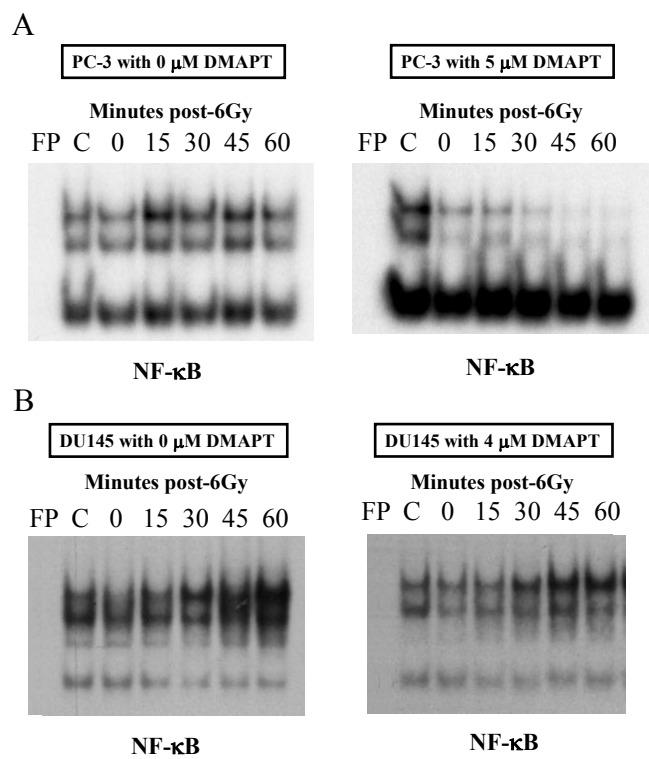 A
PC-3 with 0 μM DMAPT
Minutes post-6Gy
FP C 0 15 30 45 60
NF-κB
PC-3 with 5 μM DMAPT
Minutes post-6Gy
FP C 0 15 30 45 60
NF-κB
B
DU145 with 0 μM DMAPT
Minutes post-6Gy
FP C 0 15 30 45 60
NF-κB
DU145 with 4 μM DMAPT
Minutes post-6Gy
FP C 0 15 30 45 60
NF-κB